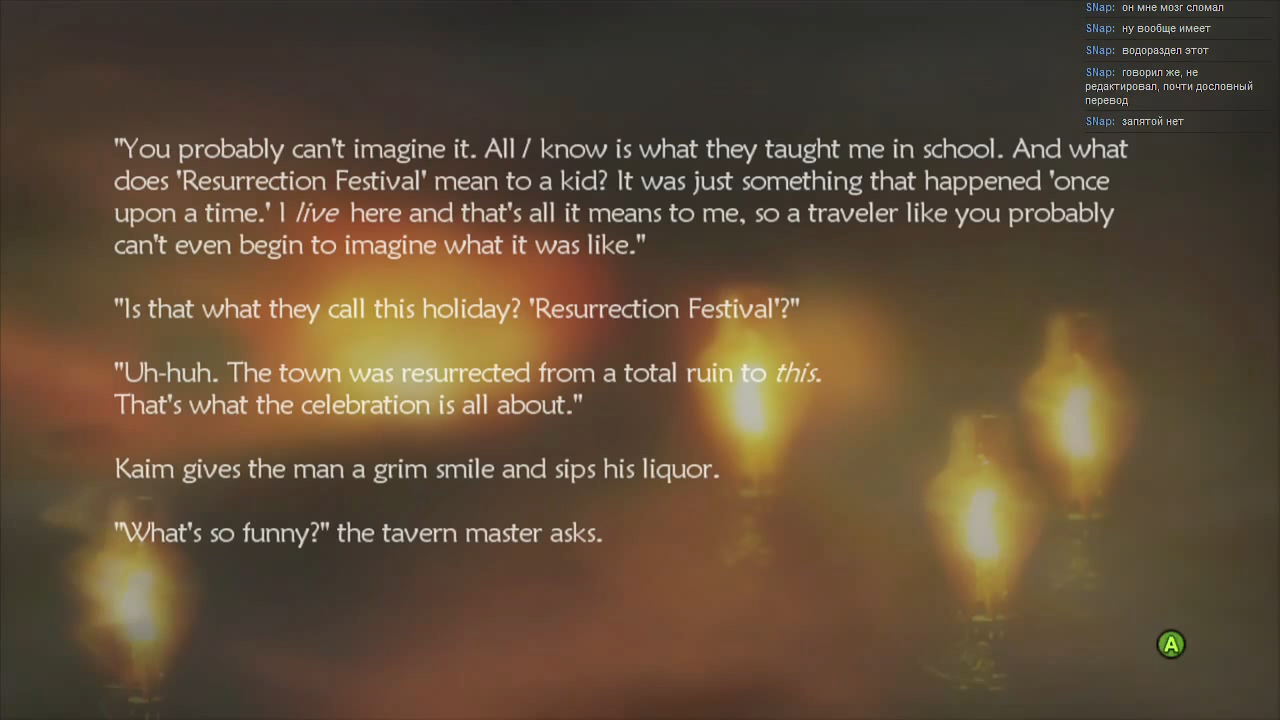 SNap: он мне мозг сломал
SNap: ну вообще имеет
SNap: водораздел этот
SNap: говорил же, не
редактировал, почти дословный
перевод
SNap: запятой нет
"You probably can't imagine it. All I know is what they taught me in school. And what
does 'Resurrection Festival' mean to a kid? It was just something that happened 'once
upon a time.' I live here and that's all it means to me, so a traveler like you probably
can't even begin to imagine what it was like."
"Is that what they call this holiday? 'Resurrection Festival'?"
"Uh-huh. The town was resurrected from a total ruin to this.
That's what the celebration is all about."
Kaim gives the man a grim smile and sips his liquor.
"What's so funny?" the tavern master asks.
A